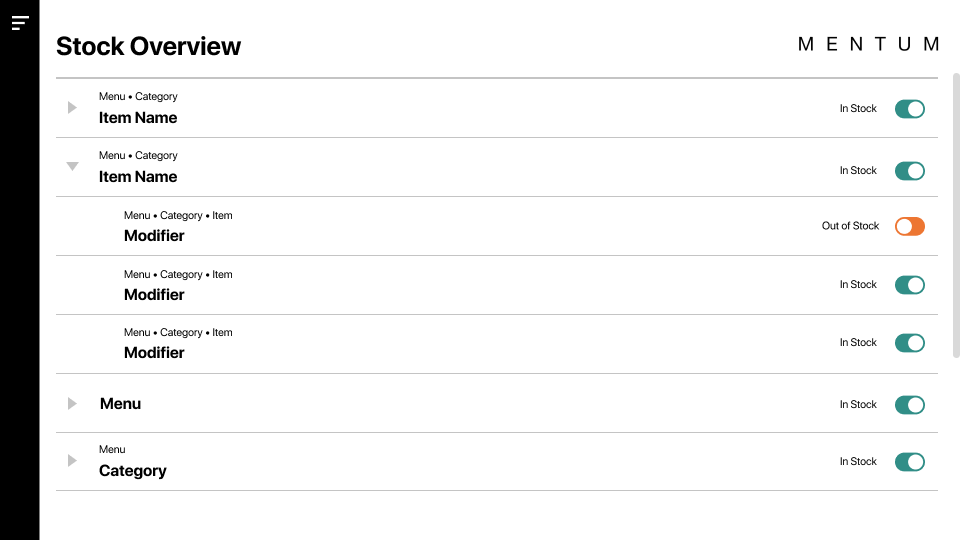 Stock Overview
MENTUM
Menu • Category
Item Name
In Stock
Menu • Category
Item Name
In Stock
Menu • Category • Item
Modifier
Out of Stock
Menu • Category • Item
Modifier
In Stock
Menu • Category • Item
Modifier
In Stock
Menu
In Stock
Menu
Category
In Stock